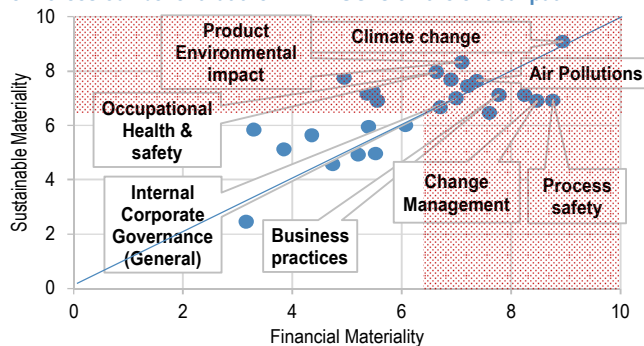 10
8
6
4
2
0
Sustainable Materiality
Product
Environmental
impact
Climate change
Air Pollutions
Occupational
Health &
safety
Internal
Corporate
Governance
(General)
Business
practices
Change
Management
Process
safety
0 2 4 6 8 10
Financial Materiality